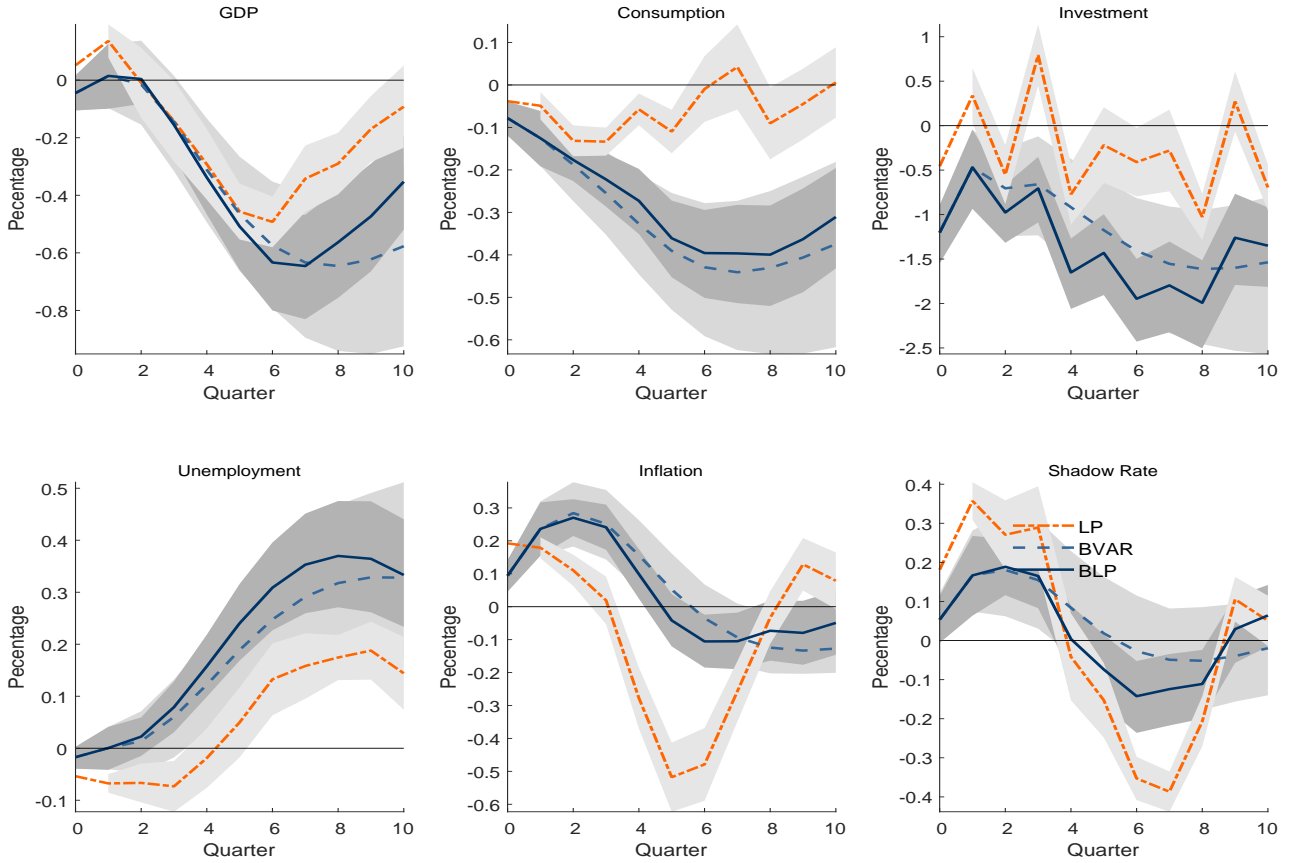 GDP
Consumption
Investment
Pecentage
0
-0.2
-0.4
-0.6
-0.8
0 2 4 6 8 10
Quarter
Pecentage
0.1
0
-0.1
-0.2
-0.3
-0.4
-0.5
-0.6
0 2 4 6 8 10
Quarter
Pecentage
1
0.5
0
-0.5
-1
-1.5
-2
-2.5
0 2 4 6 8 10
Quarter
Unemployment
Inflation
Shadow Rate
Pecentage
0.5
0.4
0.3
0.2
0.1
0
-0.1
0 2 4 6 8 10
Quarter
Pecentage
0.3
0.2
0.1
0
-0.1
-0.2
-0.3
-0.4
-0.5
-0.6
0 2 4 6 8 10
Quarter
Pecentage
0.4
0.3
0.2
0.1
0
-0.1
-0.2
-0.3
-0.4
LP
BVAR
BLP
0 2 4 6 8 10
Quarter